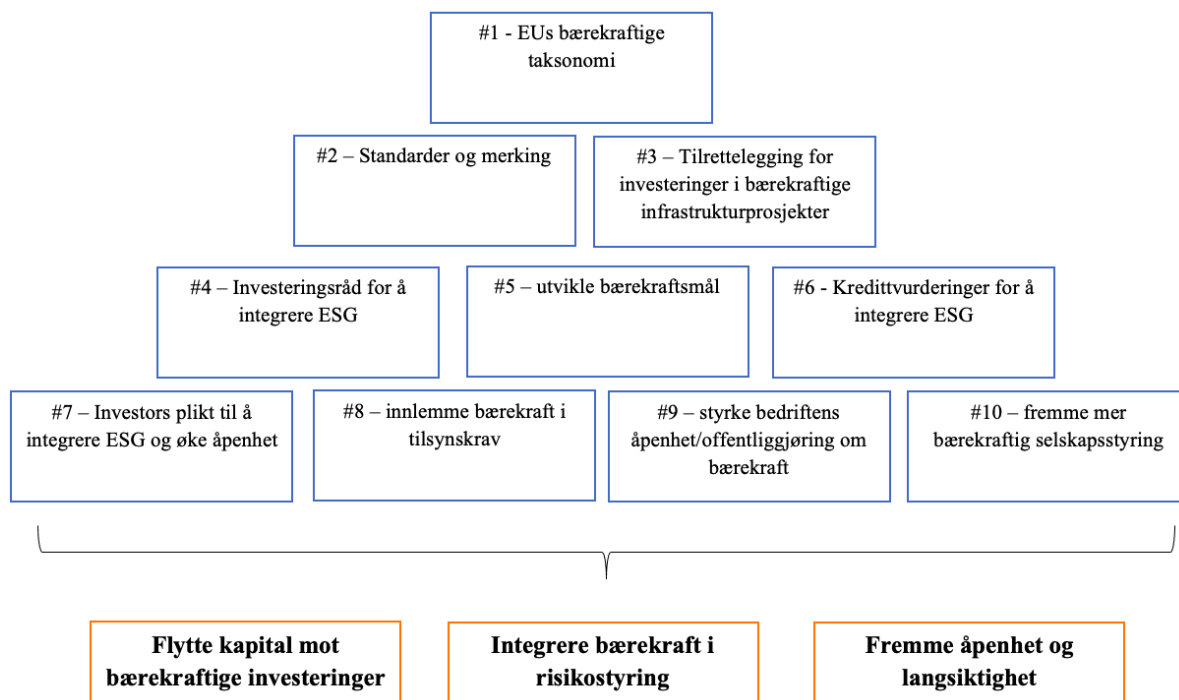 #1 - EUs bærekraftige
taksonomi
#2 – Standarder og merking
#3 – Tilrettelegging for
investeringer i bærekraftige
infrastrukturprosjekter
#4 – Investeringsråd for å
integrere ESG
#5 – utvikle bærekraftsmål
#6 - Kredittvurderinger for å
integrere ESG
#7 – Investors plikt til å
integrere ESG og øke åpenhet
#8 – innlemme bærekraft i
tilsynskrav
#9 – styrke bedriftens
åpenhet/offentliggjøring om
bærekraft
#10 – fremme mer
bærekraftig selskapsstyring
Flytte kapital mot
bærekraftige investeringer
Integrere bærekraft i
risikostyring
Fremme åpenhet og
langsiktighet